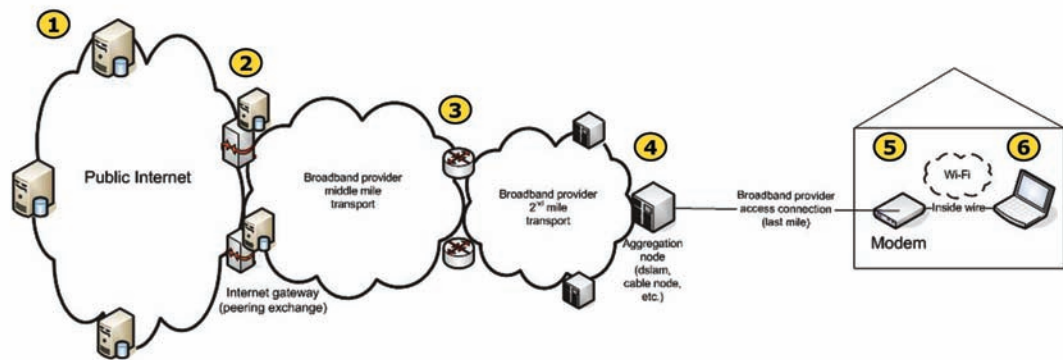 1
2
3
4
5
6
Public Internet
Internet gateway
(peering exchange)
Broadband provider
middle mile
transport
Broadband provider
2nd mile
transport
Aggregation
node
(dslam,
cable node,
etc.)
Broadband provider
access connection
(last mile)
Wi-Fi
Inside wire
Modem